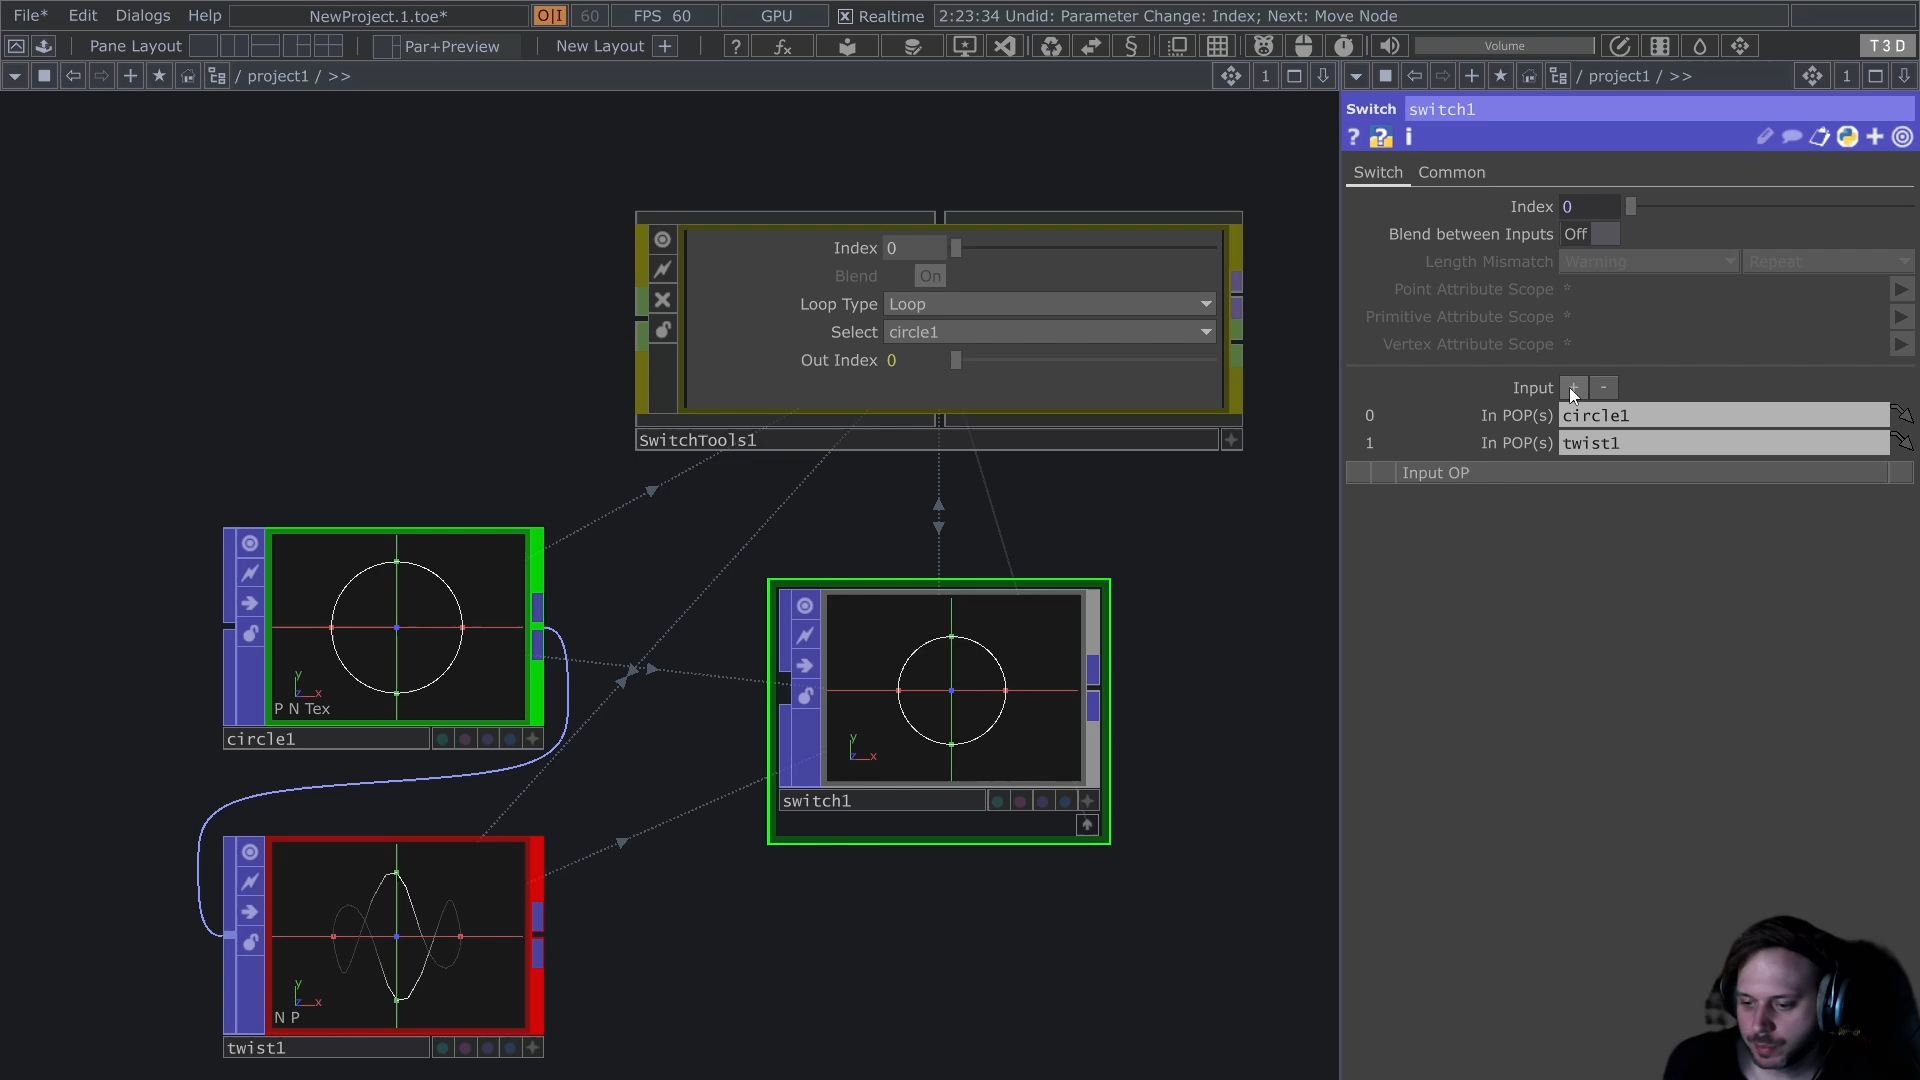 File* Edit Dialogs Help NewProject.1.toe* O|I 60 FPS 60 GPU Realtime 2:23:34 Undid: Parameter Change: Index; Next: Move Node
Pane Layout Par+Preview New Layout + ? fx Volume T3D
/ project1 / >> 1 / project1 / >> 1
Switch switch1
? ? i
Switch Common
Index 0
Blend between Inputs Off
Length Mismatch Warning Repeat
Point Attribute Scope *
Primitive Attribute Scope *
Vertex Attribute Scope *
Input + -
0 In POP(s) circle1
1 In POP(s) twist1
Input OP
Index 0
Blend On
Loop Type Loop
Select circle1
Out Index 0
SwitchTools1
y
x
P N Tex
circle1
y
x
switch1
y
x
N P
twist1